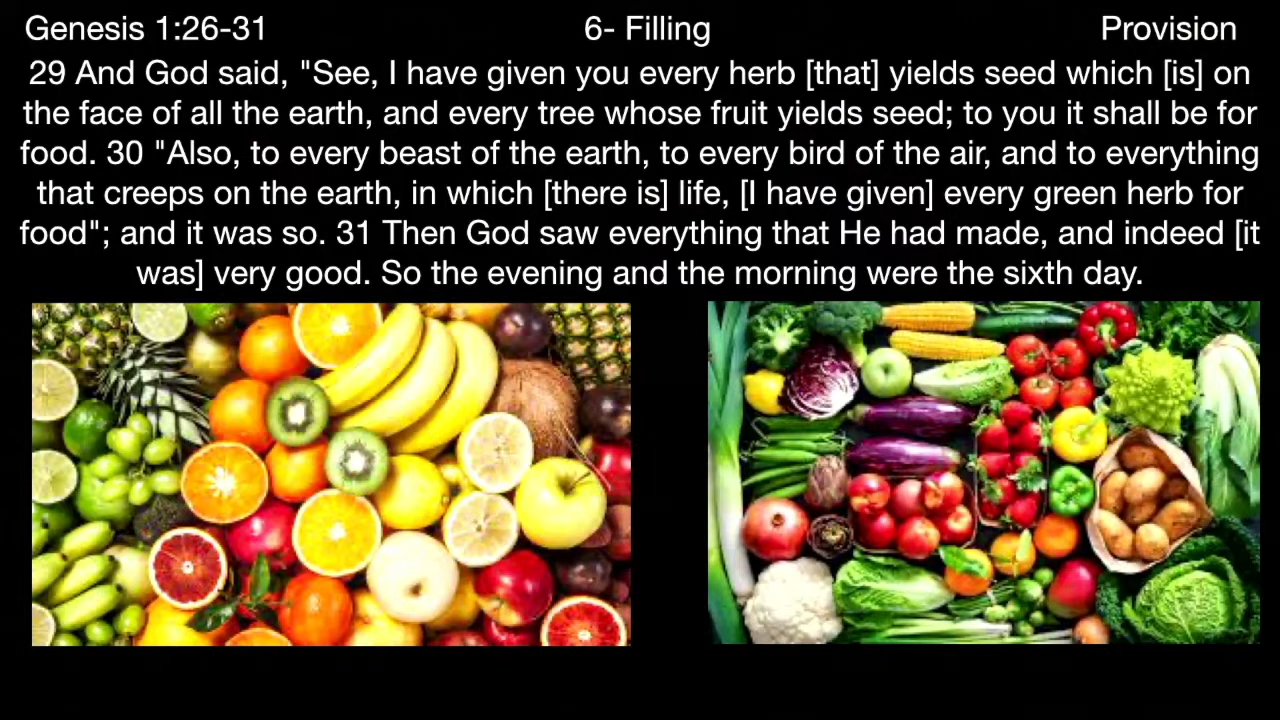 Genesis 1:26-31 6- Filling Provision
29 And God said, "See, I have given you every herb [that] yields seed which [is] on
the face of all the earth, and every tree whose fruit yields seed; to you it shall be for
food. 30 "Also, to every beast of the earth, to every bird of the air, and to everything
that creeps on the earth, in which [there is] life, [I have given] every green herb for
food"; and it was so. 31 Then God saw everything that He had made, and indeed [it
was] very good. So the evening and the morning were the sixth day.